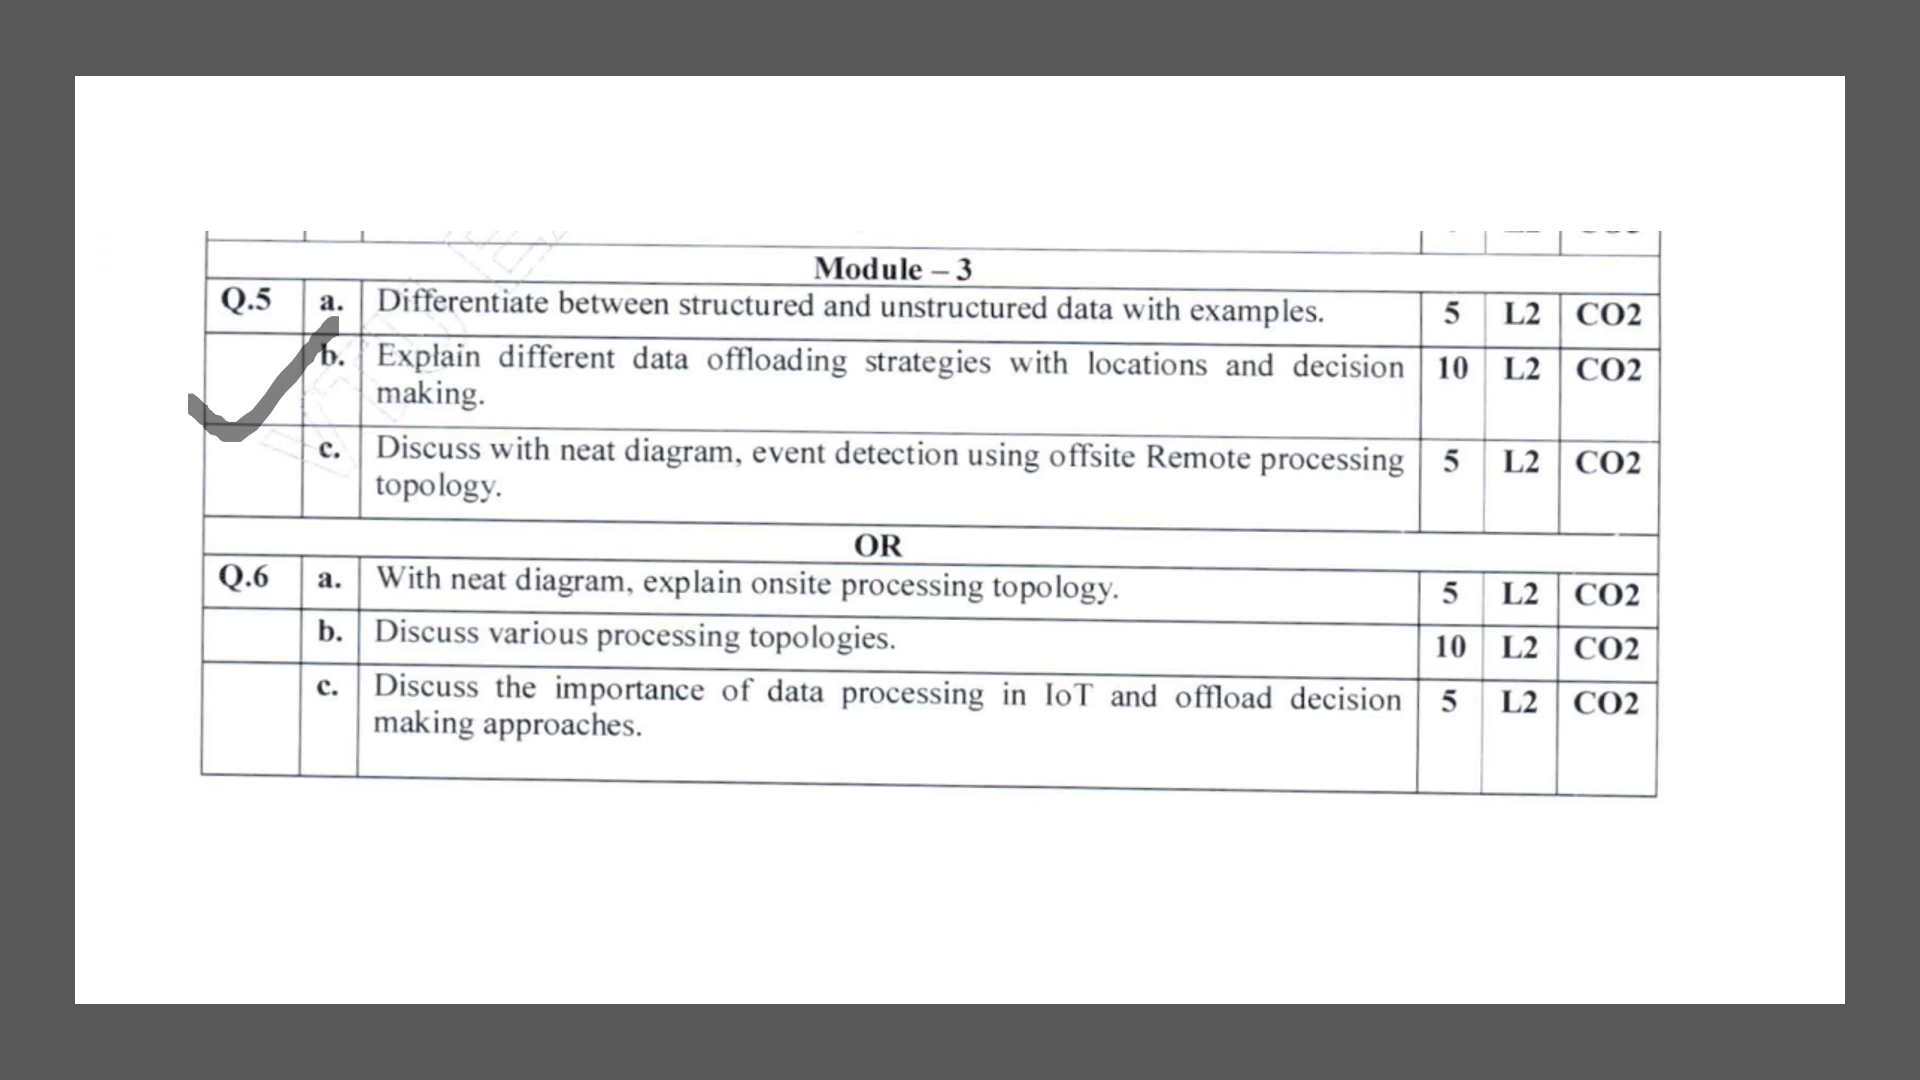 Module – 3
Q.5 a. Differentiate between structured and unstructured data with examples. 5 L2 CO2
b. Explain different data offloading strategies with locations and decision 10 L2 CO2
making.
c. Discuss with neat diagram, event detection using offsite Remote processing 5 L2 CO2
topology.
OR
Q.6 a. With neat diagram, explain onsite processing topology. 5 L2 CO2
b. Discuss various processing topologies. 10 L2 CO2
c. Discuss the importance of data processing in IoT and offload decision 5 L2 CO2
making approaches.